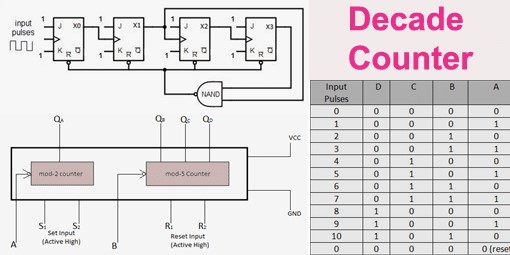 Decade
Counter
input
pulses
1 J X0 1 J X1 1 J X2 1 J X3
1 K R Q 1 K R Q 1 K R Q 1 K R Q
NAND
QA QB QC QD
VCC
mod-2 counter mod-5 Counter
GND
S1 S2 R1 R2
A Set Input B Reset Input
(Active High) (Active High)
Input Pulses D C B A
0 0 0 0 0
1 0 0 0 1
2 0 0 1 0
3 0 0 1 1
4 0 1 0 0
5 0 1 0 1
6 0 1 1 0
7 0 1 1 1
8 1 0 0 0
9 1 0 0 1
10 1 0 1 0
0 0 0 0 0 (reset